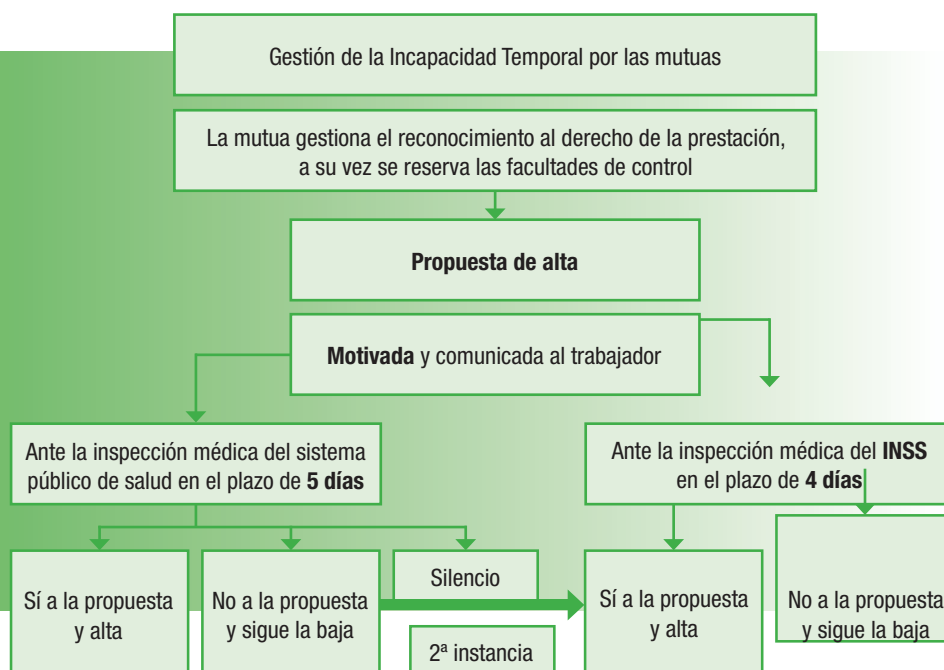 Gestión de la Incapacidad Temporal por las mutuas
La mutua gestiona el reconocimiento al derecho de la prestación,
a su vez se reserva las facultades de control
Propuesta de alta
Motivada y comunicada al trabajador
Ante la inspección médica del sistema
público de salud en el plazo de 5 días
Ante la inspección médica del INSS
en el plazo de 4 días
Sí a la propuesta
y alta
No a la propuesta
y sigue la baja
Silencio
2ª instancia
Sí a la propuesta
y alta
No a la propuesta
y sigue la baja